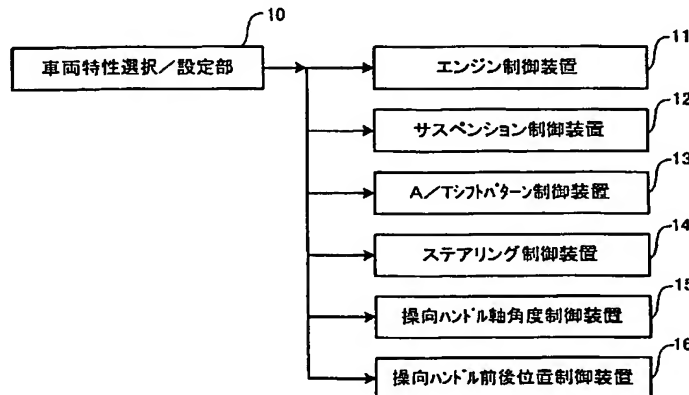 10
車両特性選択／設定部
11
エンジン制御装置
12
サスペンション制御装置
13
A／Tｼﾌﾄﾊﾟﾀｰﾝ制御装置
14
ステアリング制御装置
15
操向ﾊﾝﾄﾞﾙ軸角度制御装置
16
操向ﾊﾝﾄﾞﾙ前後位置制御装置